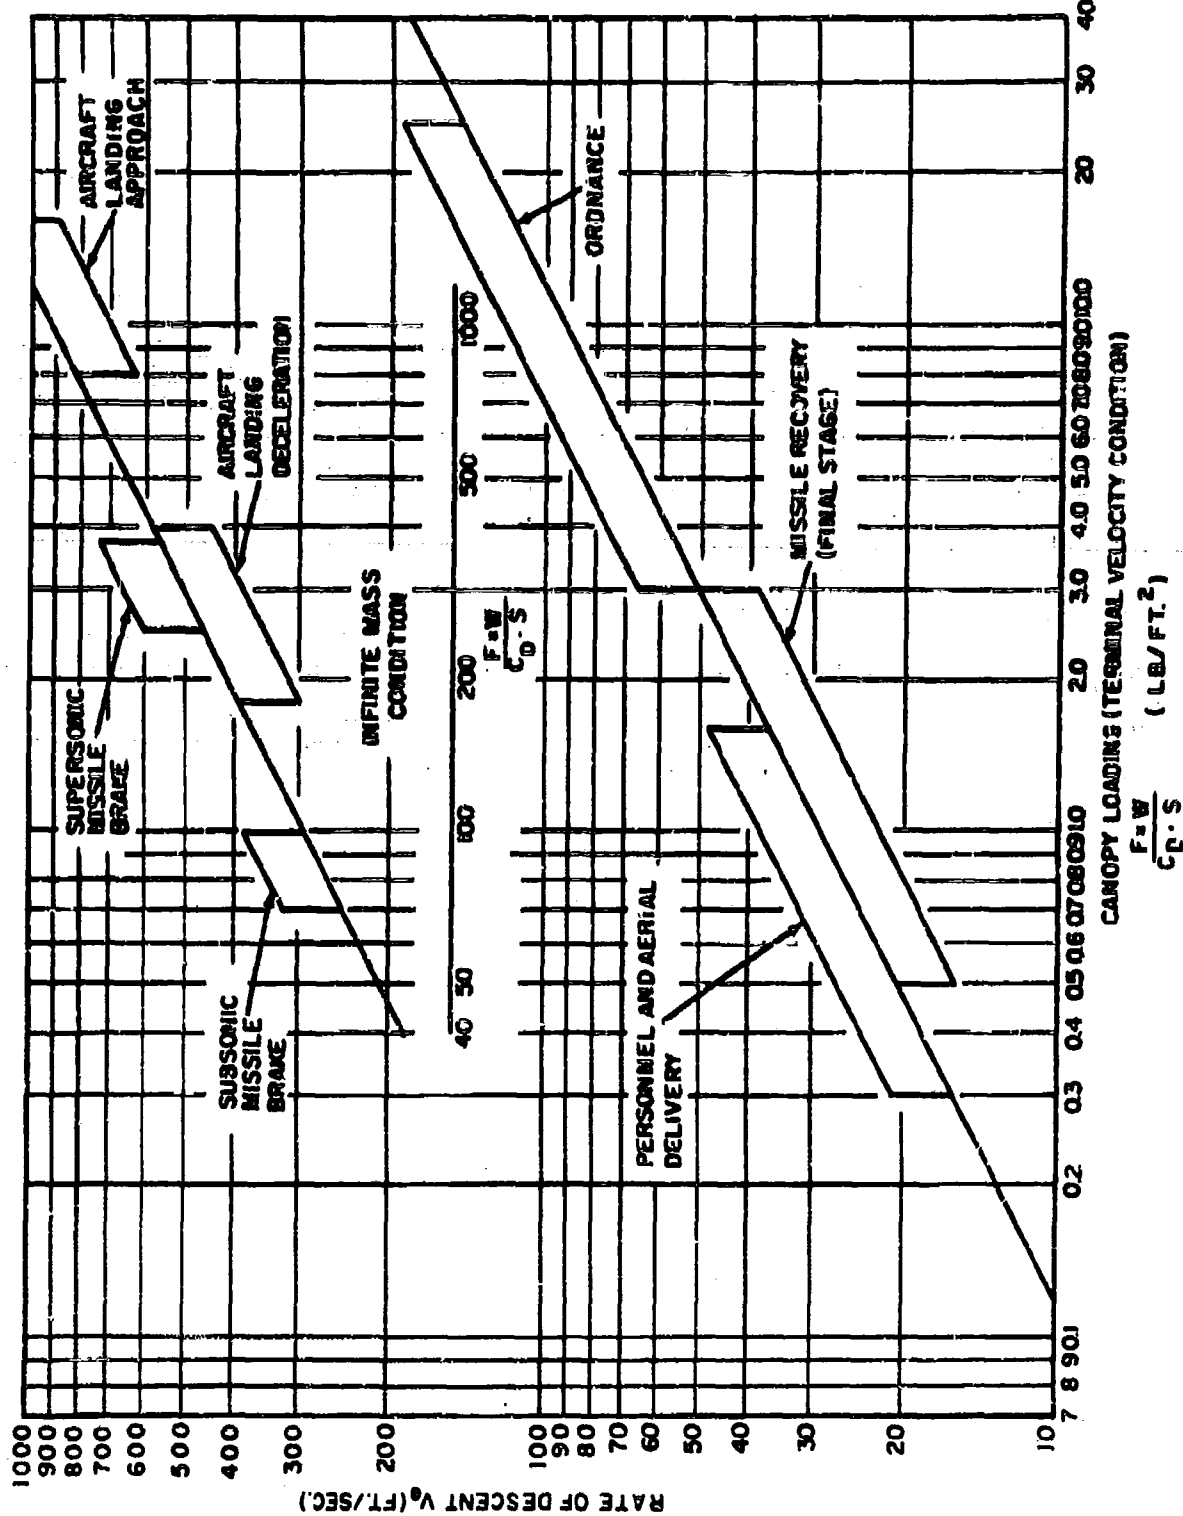 1000
900
800
700
600
500
400
300
200
100
90
80
70
60
50
40
30
20
10
RATE OF DESCENT Ve (FT./SEC.)
SUPERSONIC
MISSILE
BRAKE
SUBSONIC
MISSILE
BRAKE
AIRCRAFT
LANDING
APPROACH
AIRCRAFT
LANDING
DECELERATION
INFINITE MASS
CONDITION
40 50 100 200 500 1000
F=W
CD·S
PERSONNEL AND AERIAL
DELIVERY
ORDNANCE
MISSILE RECOVERY
(FINAL STAGE)
7 8 9 0.1 0.2 0.3 0.4 0.5 0.6 0.7 0.8 0.9 1.0 2.0 3.0 4.0 5.0 6.0 7.0 8.0 9.0 10.0 20 30 40
CANOPY LOADING (TERMINAL VELOCITY CONDITION)
F=W
CD·S
(LB/FT.²)